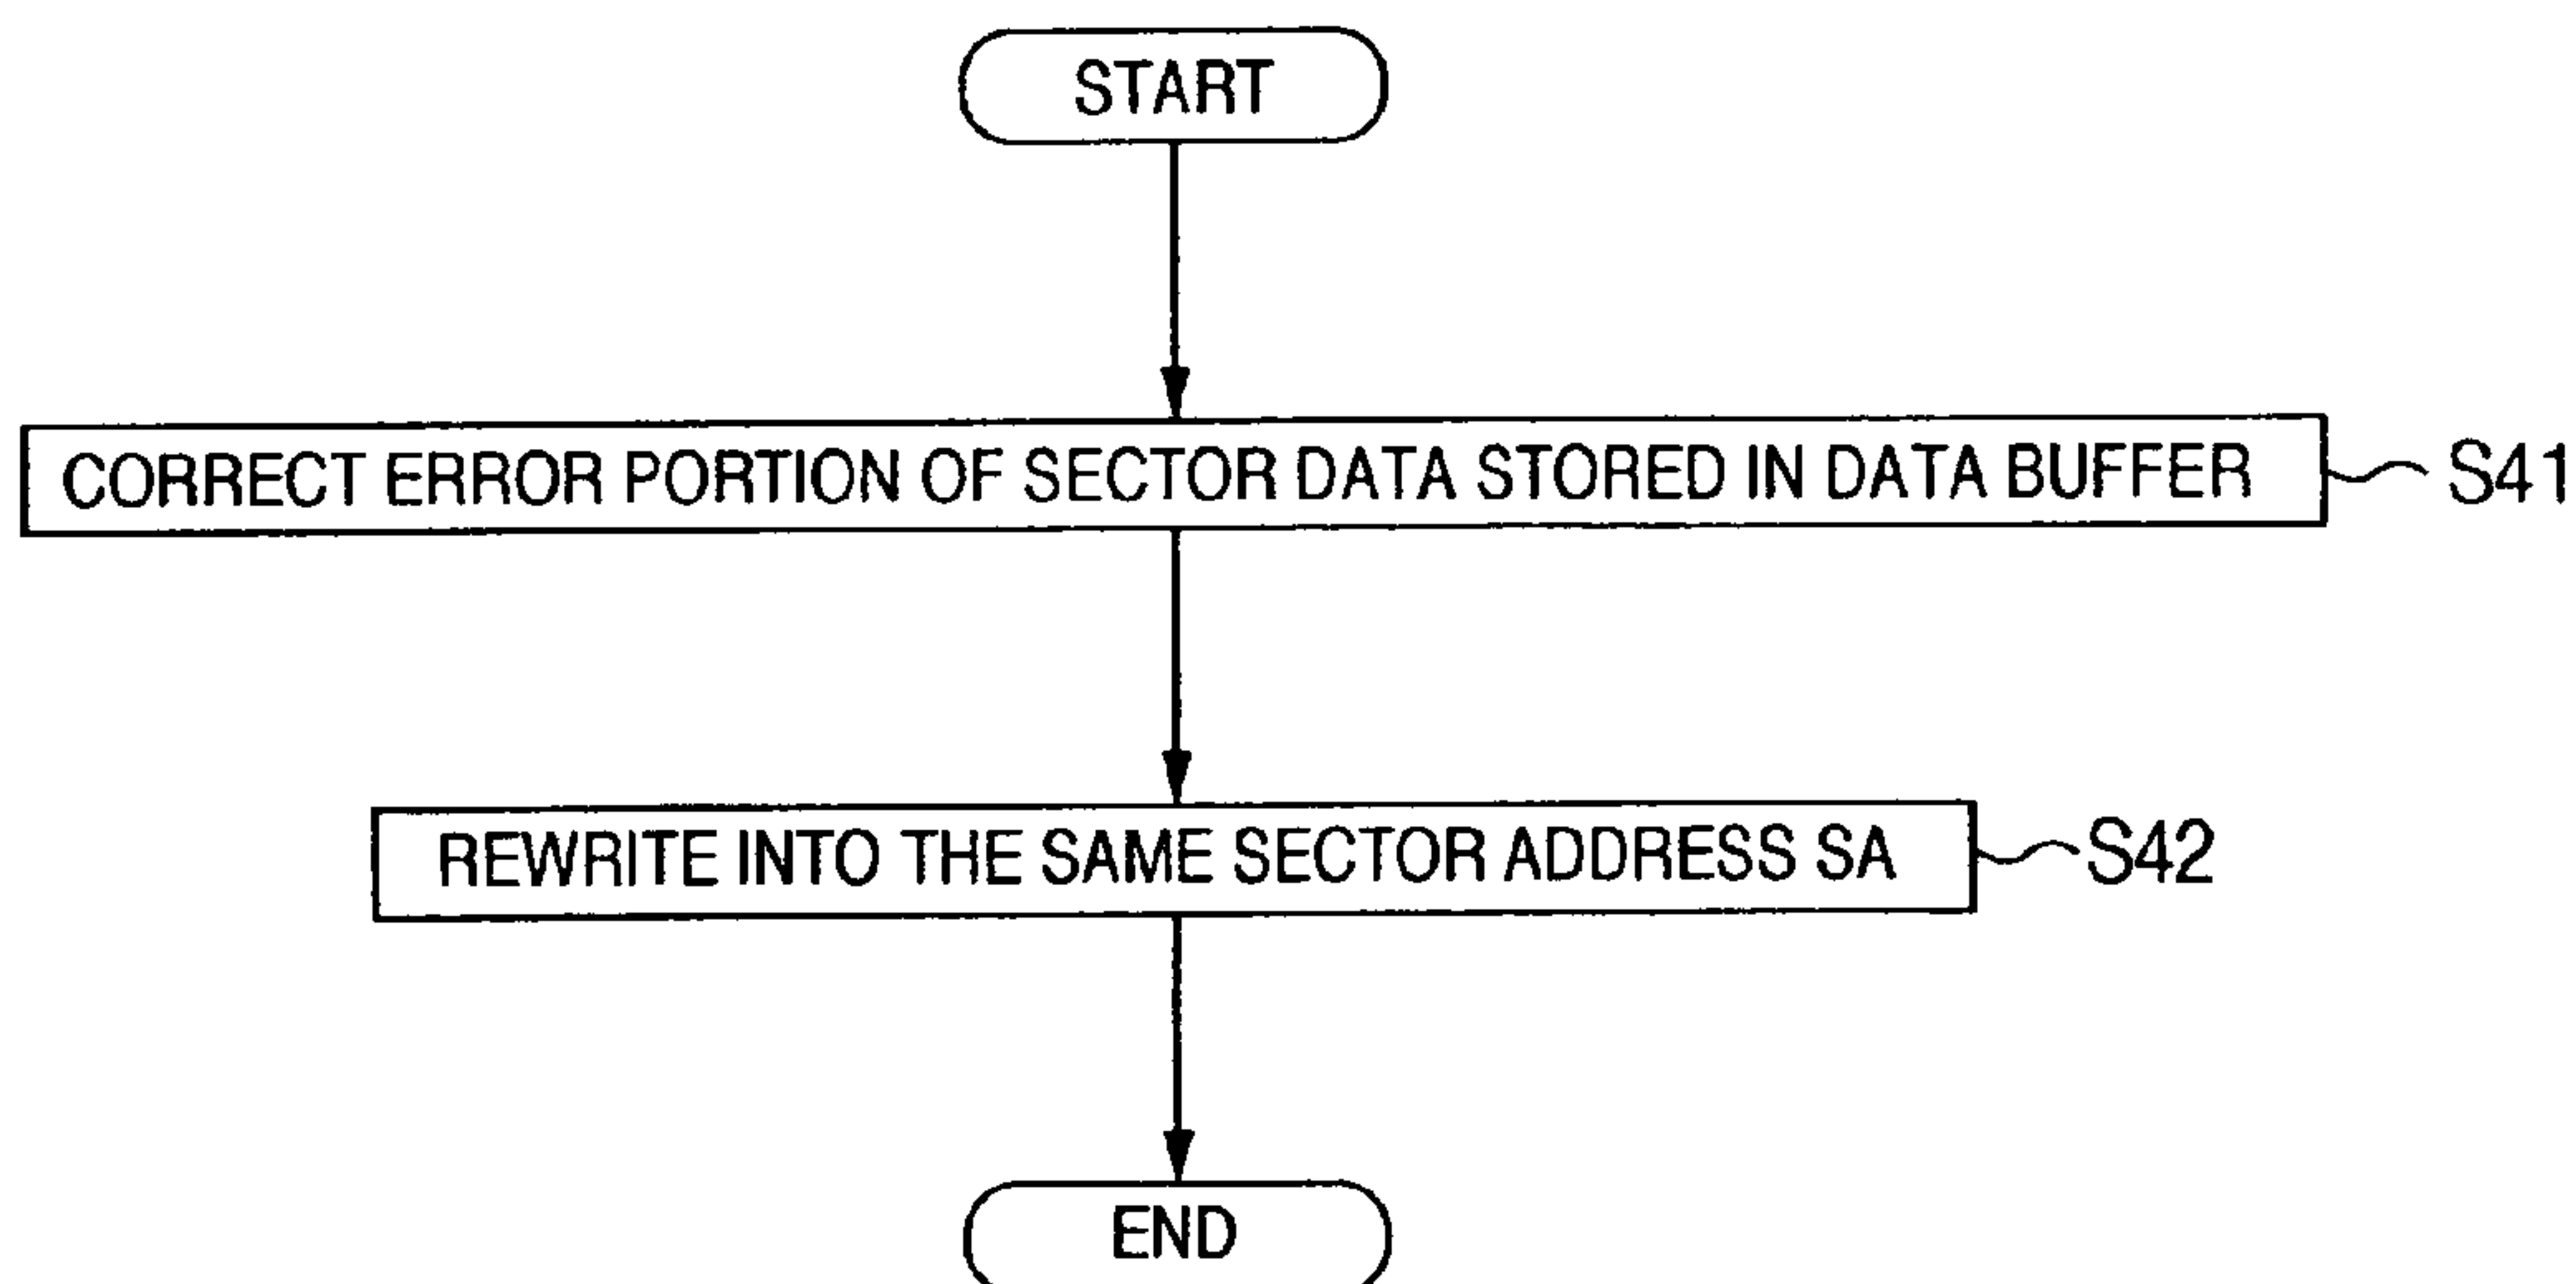 START
CORRECT ERROR PORTION OF SECTOR DATA STORED IN DATA BUFFER
S41
REWRITE INTO THE SAME SECTOR ADDRESS SA
S42
END